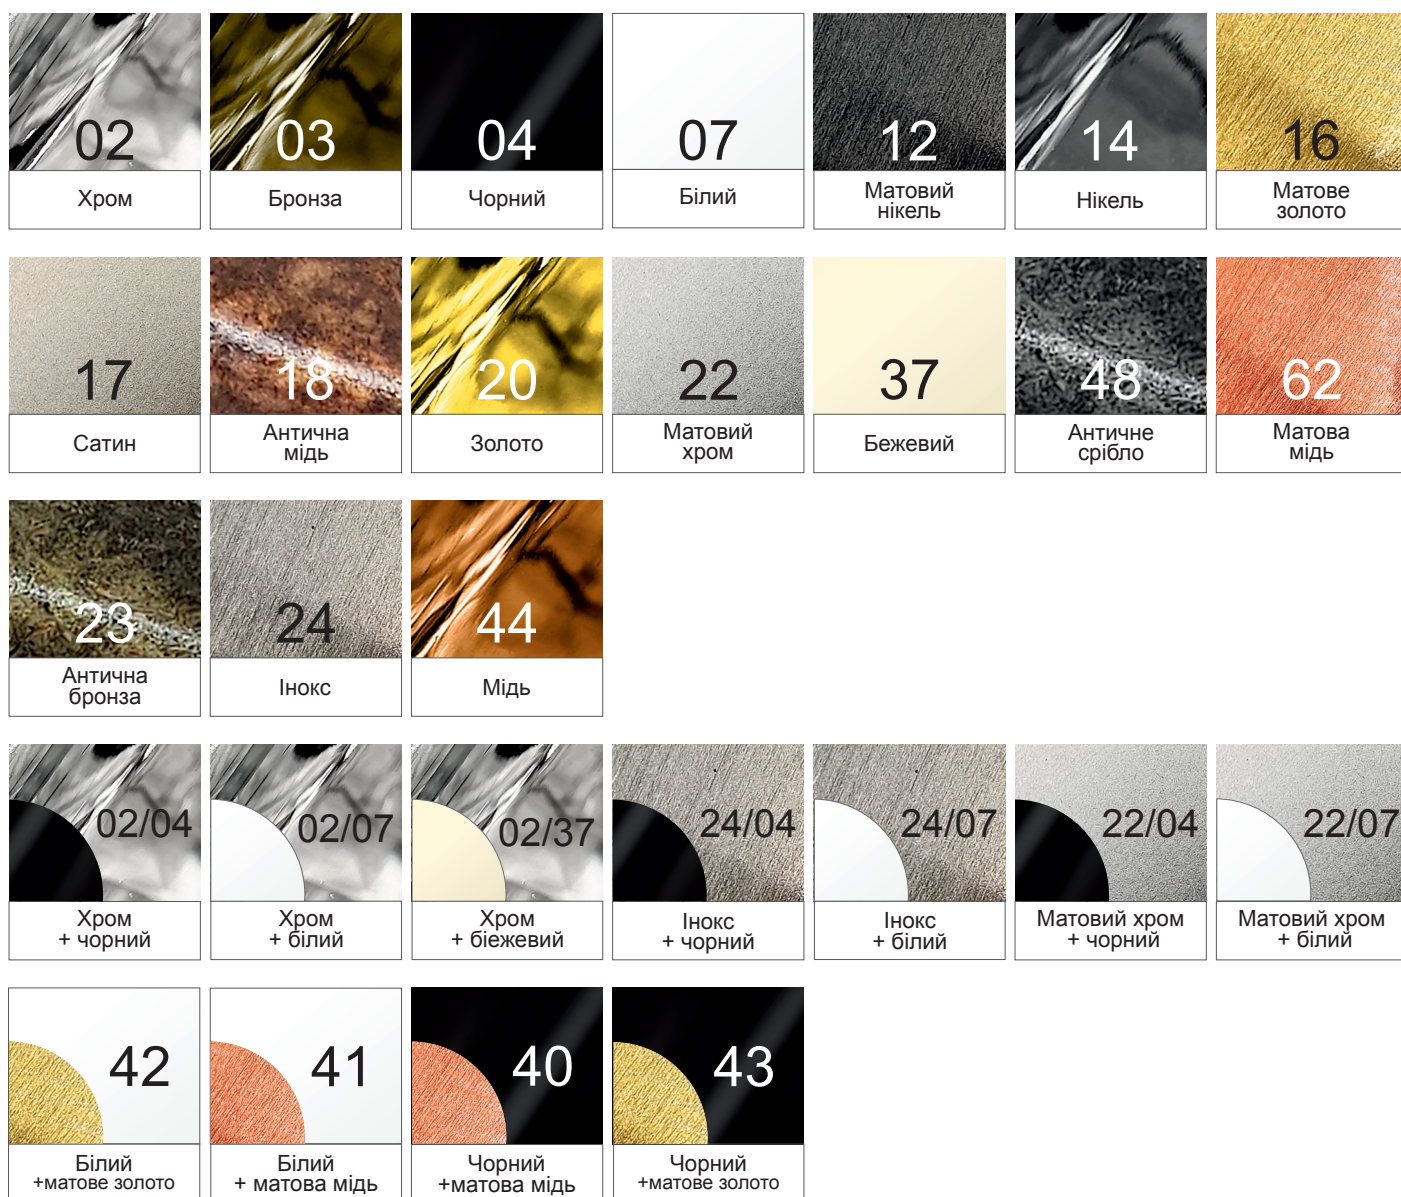 02
Хром
03
Бронза
04
Чорний
07
Білий
12
Матовий
нікель
14
Нікель
16
Матове
золото
17
Сатин
18
Антична
мідь
20
Золото
22
Матовий
хром
37
Бежевий
48
Античне
срібло
62
Матова
мідь
23
Антична
бронза
24
Інокс
44
Мідь
02/04
Хром
+ чорний
02/07
Хром
+ білий
02/37
Хром
+ біежевий
24/04
Інокс
+ чорний
24/07
Інокс
+ білий
22/04
Матовий хром
+ чорний
22/07
Матовий хром
+ білий
42
Білий
+матове золото
41
Білий
+ матова мідь
40
Чорний
+матова мідь
43
Чорний
+матове золото